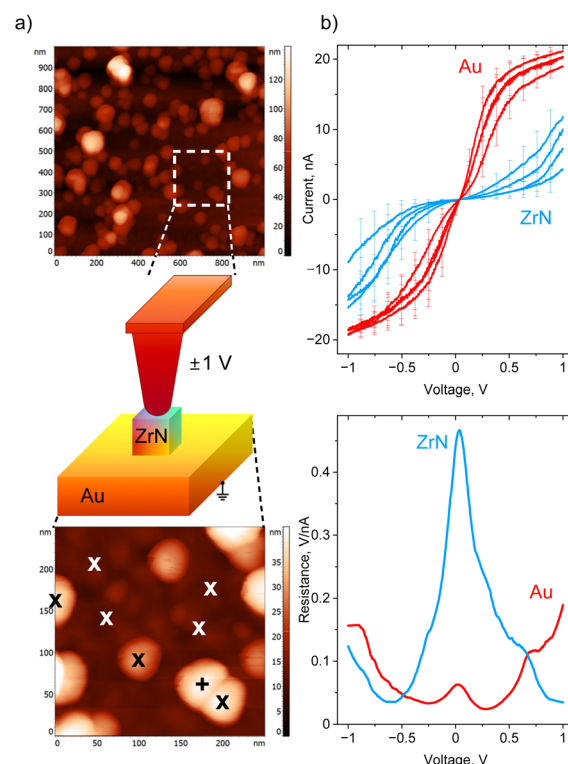 a)
nm
900
800
700
600
500
400
300
200
100
0
0 200 400 600 800 nm
nm
120
100
80
60
40
20
0
±1 V
ZrN
Au
nm
200
150
100
50
0
0 50 100 150 200 nm
nm
35
30
25
20
15
10
5
0
x
x
x
x
x
x
+
x
b)
Current, nA
20
10
0
−10
−20
Au
ZrN
−1 −0.5 0 0.5 1
Voltage, V
Resistance, V/nA
0.4
0.3
0.2
0.1
0
ZrN
Au
−1 −0.5 0 0.5 1
Voltage, V